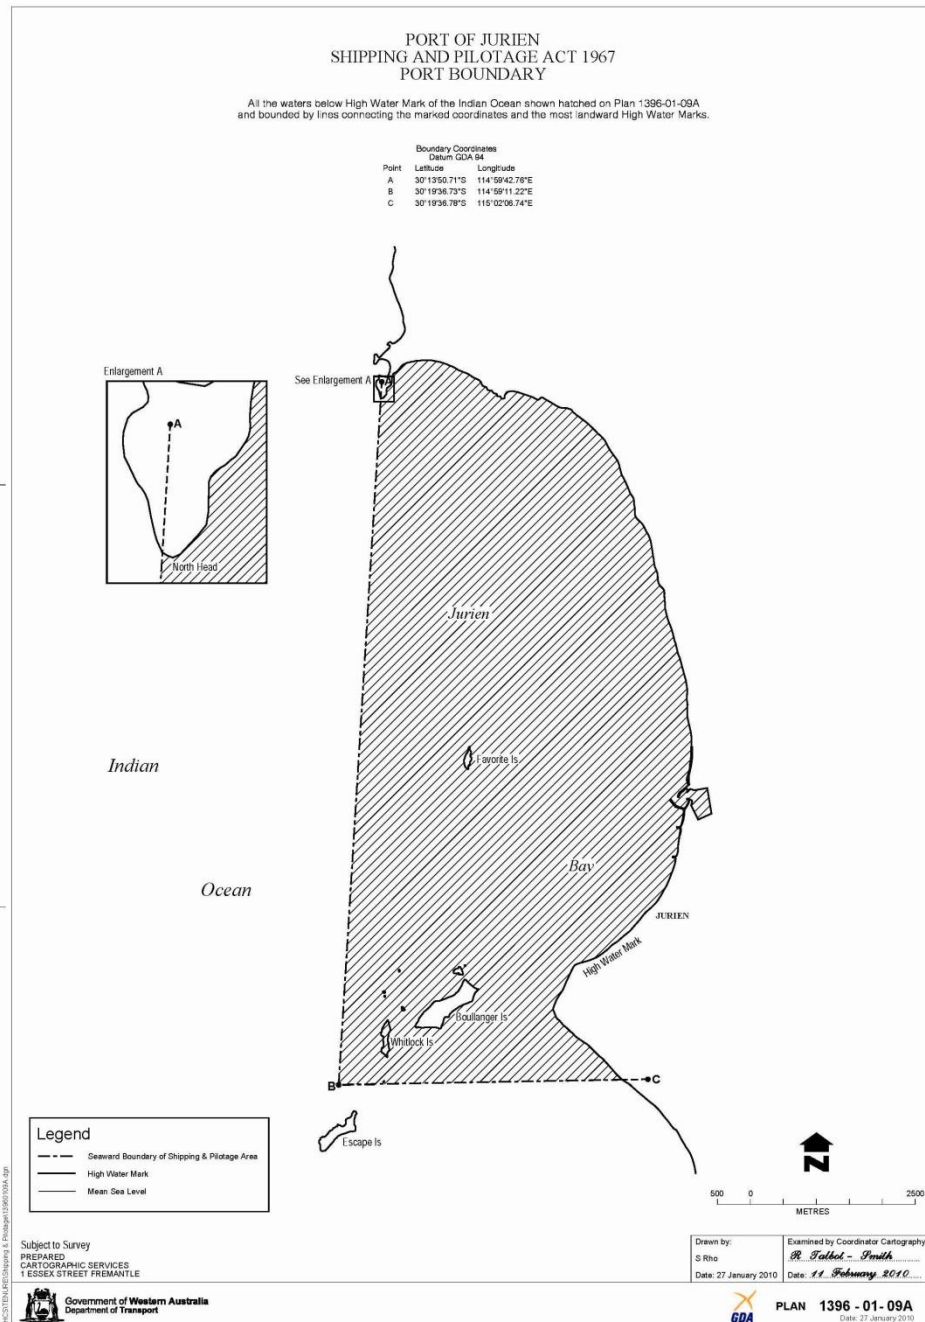 PORT OF JURIEN
SHIPPING AND PILOTAGE ACT 1967
PORT BOUNDARY
All the waters below High Water Mark of the Indian Ocean shown hatched on Plan 1396-01-09A
and bounded by lines connecting the marked coordinates and the most landward High Water Marks.
Boundary Coordinates
Datum GDA 94
Point Latitude Longitude
A 30°13'50.71"S 114°59'42.76"E
B 30°19'36.73"S 114°59'11.22"E
C 30°19'36.78"S 115°02'06.74"E
Enlargement A
See Enlargement A
A
A
North Head
Jurien
Indian
Favorite Is
Bay
Ocean
JURIEN
High Water Mark
Boullanger Is
Whitlock Is
B
C
Escape Is
Legend
Seaward Boundary of Shipping & Pilotage Area
High Water Mark
Mean Sea Level
N
500 0 2500
METRES
Subject to Survey
PREPARED
CARTOGRAPHIC SERVICES
1 ESSEX STREET FREMANTLE
Drawn by:
S Rho
Date: 27 January 2010
Examined by Coordinator Cartography
R Talbot - Smith
Date: 11 February 2010
Government of Western Australia
Department of Transport
GDA
PLAN 1396 - 01- 09A
Date: 27 January 2010